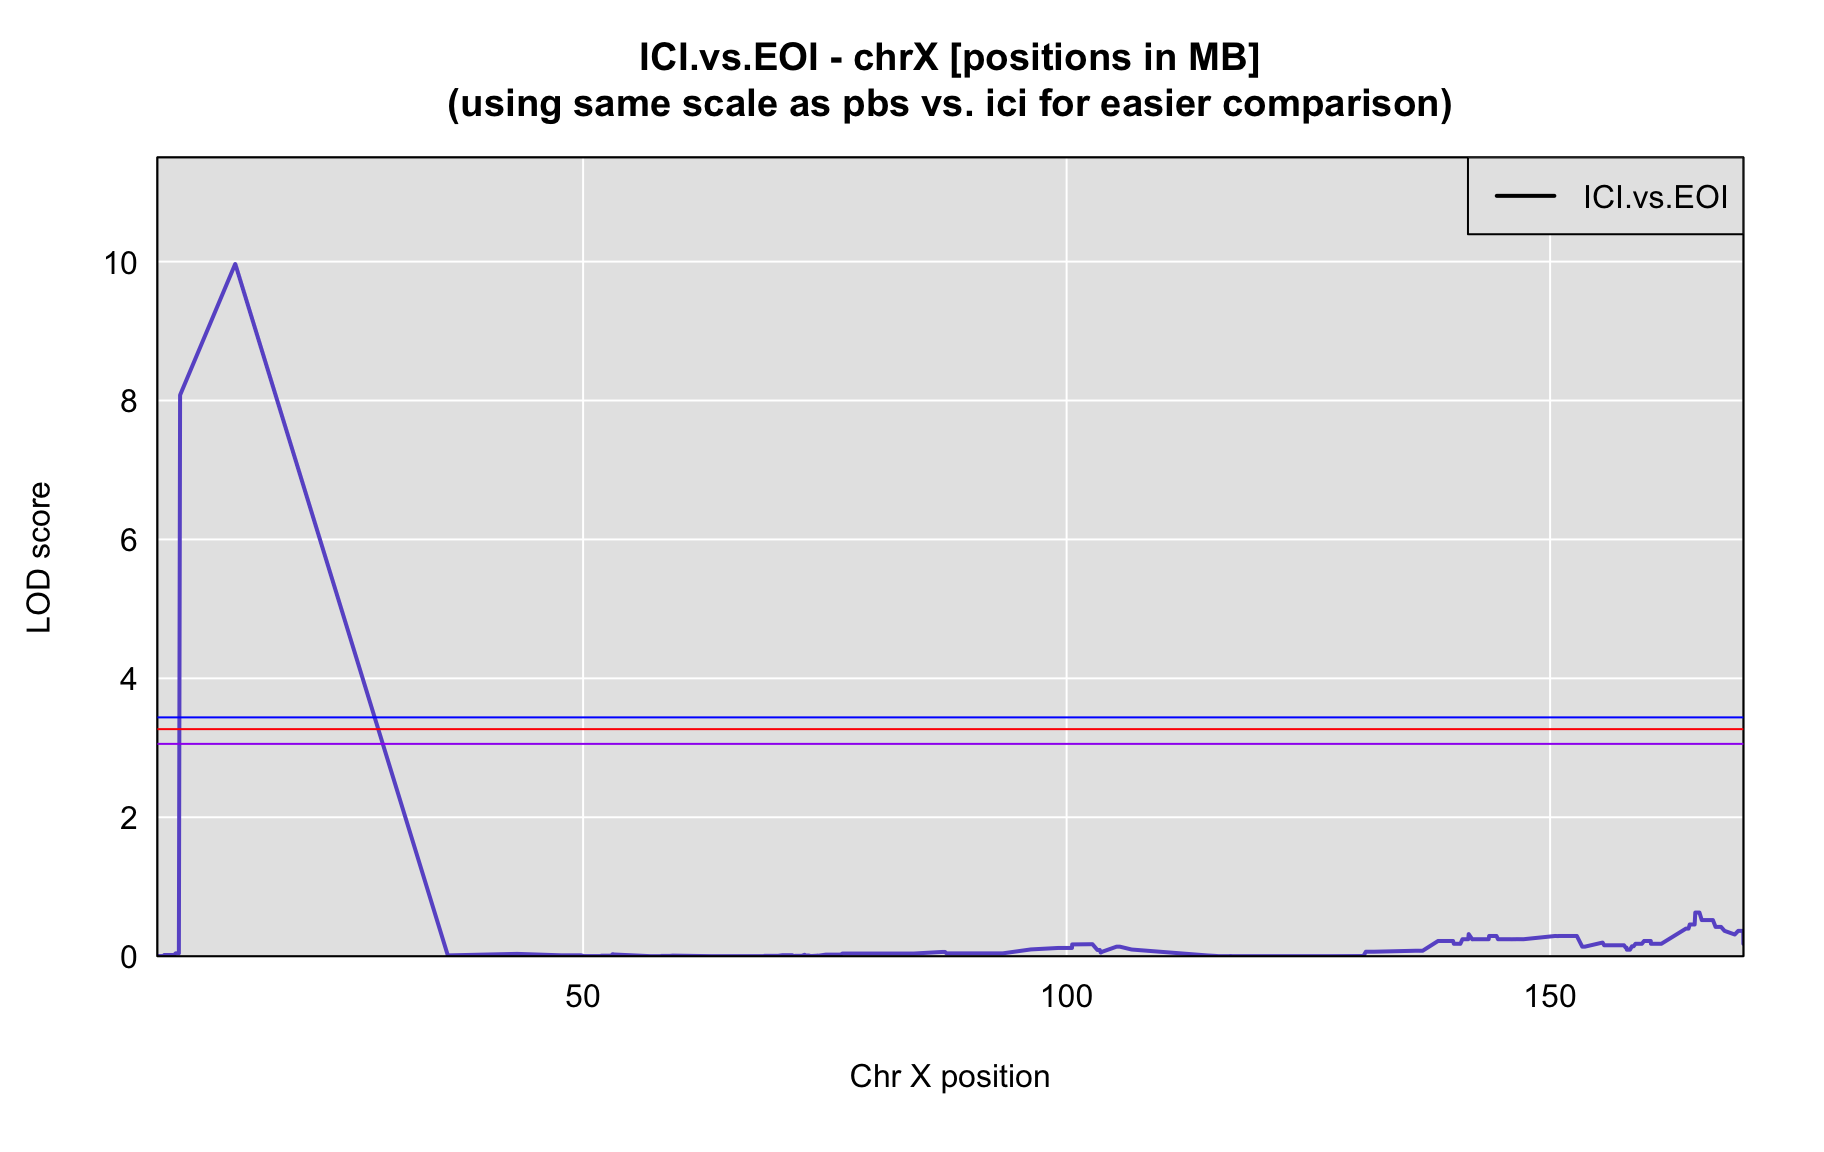 ICI.vs.EOI - chrX [positions in MB]
(using same scale as pbs vs. ici for easier comparison)
ICI.vs.EOI
10
8
6
4
2
0
LOD score
50 100 150
Chr X position